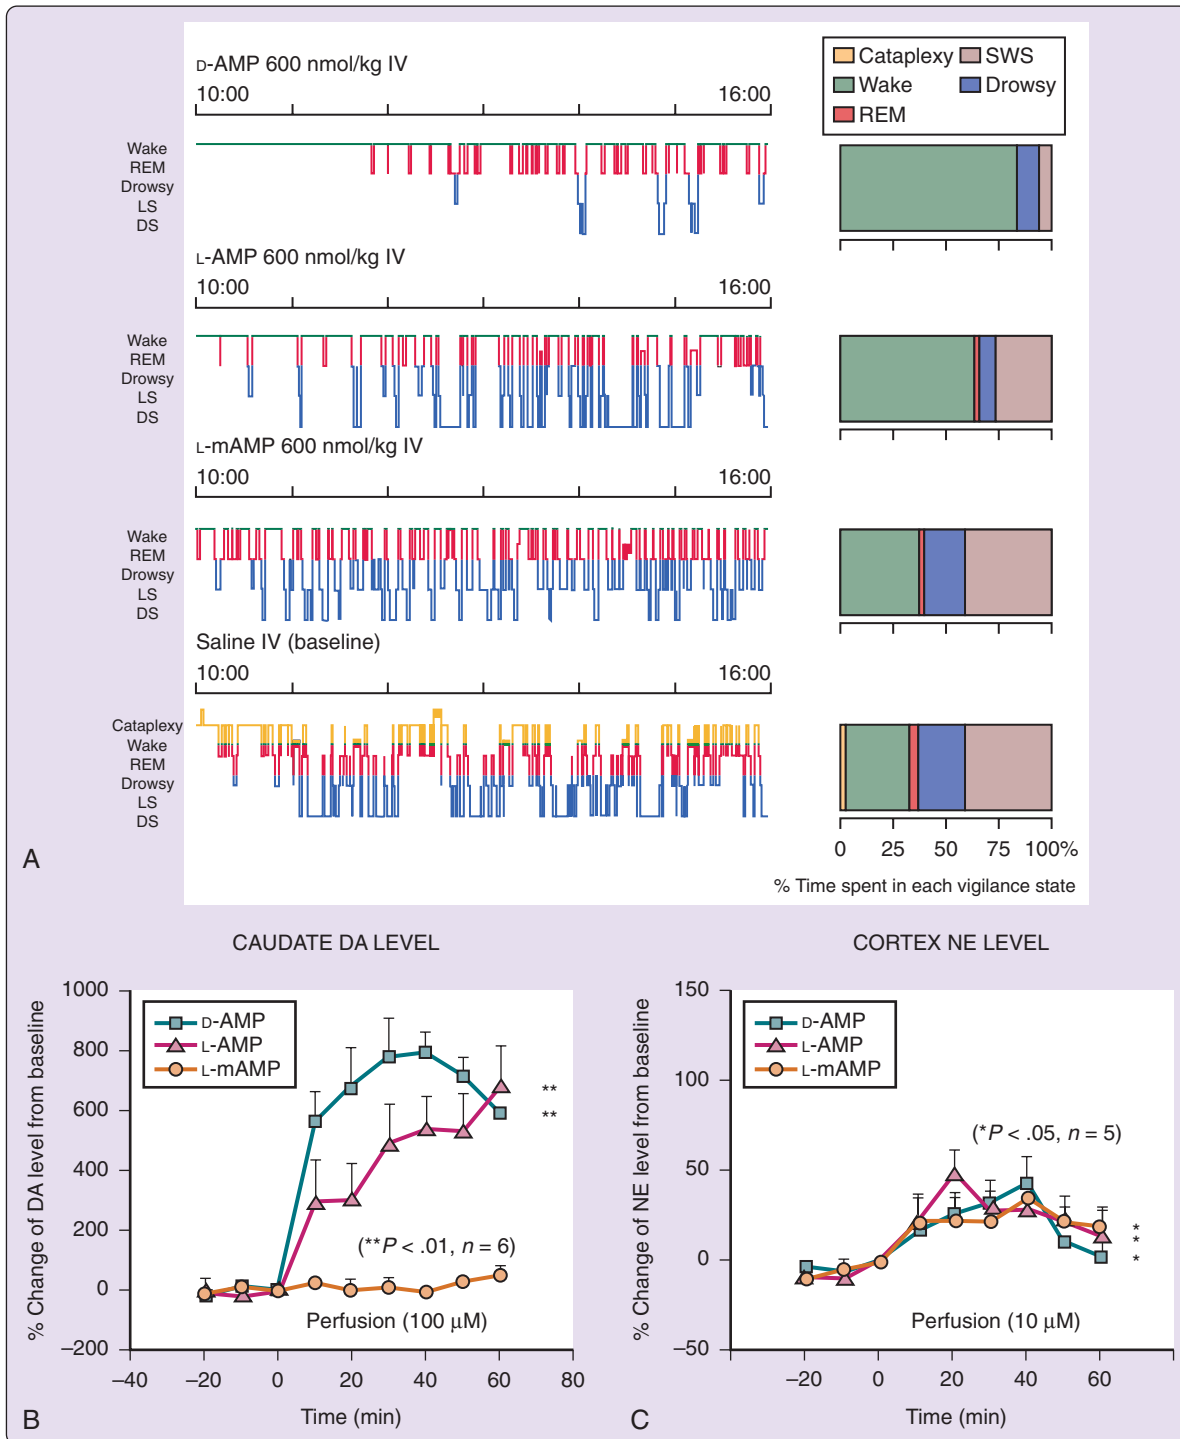 D-AMP 600 nmol/kg IV
10:00 16:00
Wake
REM
Drowsy
LS
DS
L-AMP 600 nmol/kg IV
10:00 16:00
Wake
REM
Drowsy
LS
DS
L-mAMP 600 nmol/kg IV
10:00 16:00
Wake
REM
Drowsy
LS
DS
Saline IV (baseline)
10:00 16:00
Cataplexy
Wake
REM
Drowsy
LS
DS
Cataplexy SWS
Wake Drowsy
REM
0 25 50 75 100%
% Time spent in each vigilance state
A
CAUDATE DA LEVEL
% Change of DA level from baseline
1000
800
600
400
200
0
–200
D-AMP
L-AMP
L-mAMP
**
**
(**P < .01, n = 6)
Perfusion (100 μM)
–40 –20 0 20 40 60 80
Time (min)
B
CORTEX NE LEVEL
% Change of NE level from baseline
150
100
50
0
–50
D-AMP
L-AMP
L-mAMP
(*P < .05, n = 5)
*
*
*
Perfusion (10 μM)
–20 0 20 40 60
Time (min)
C